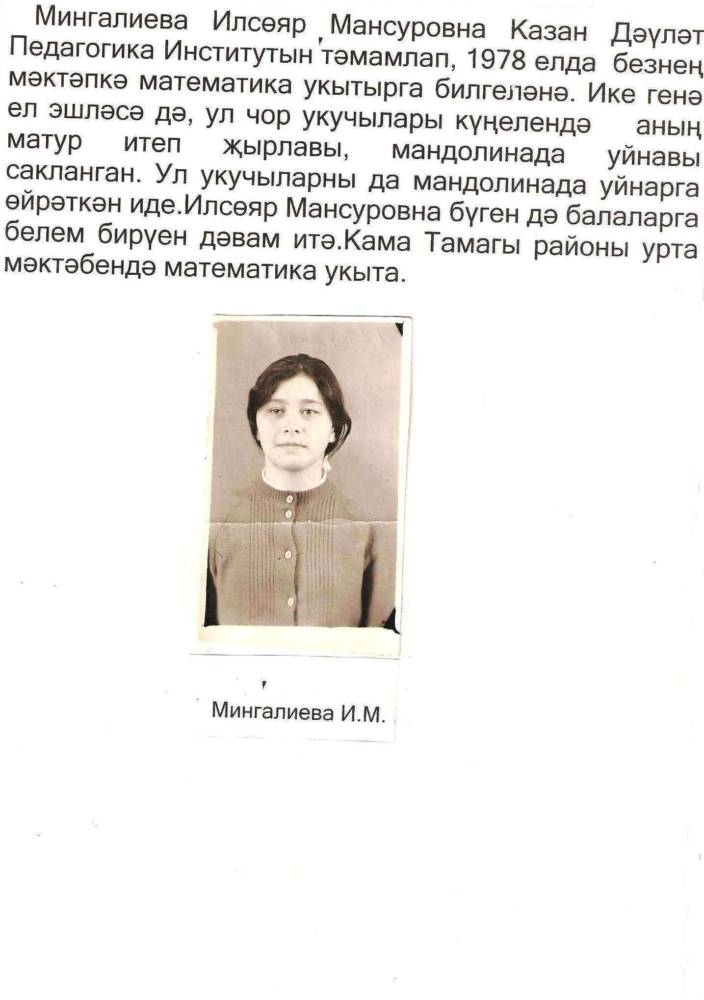 Мингалиева Илсөяр Мансуровна Казан Дәүләт
Педагогика Институтын тәмамлап, 1978 елда безнең
мәктәпкә математика укытырга билгеләнә. Ике генә
ел эшләсә дә, ул чор укучылары күңелендә аның
матур итеп җырлавы, мандолинада уйнавы
сакланган. Ул укучыларны да мандолинада уйнарга
өйрәткән иде.Илсөяр Мансуровна бүген дә балаларга
белем бирүен дәвам итә.Кама Тамагы районы урта
мәктәбендә математика укыта.
Мингалиева И.М.